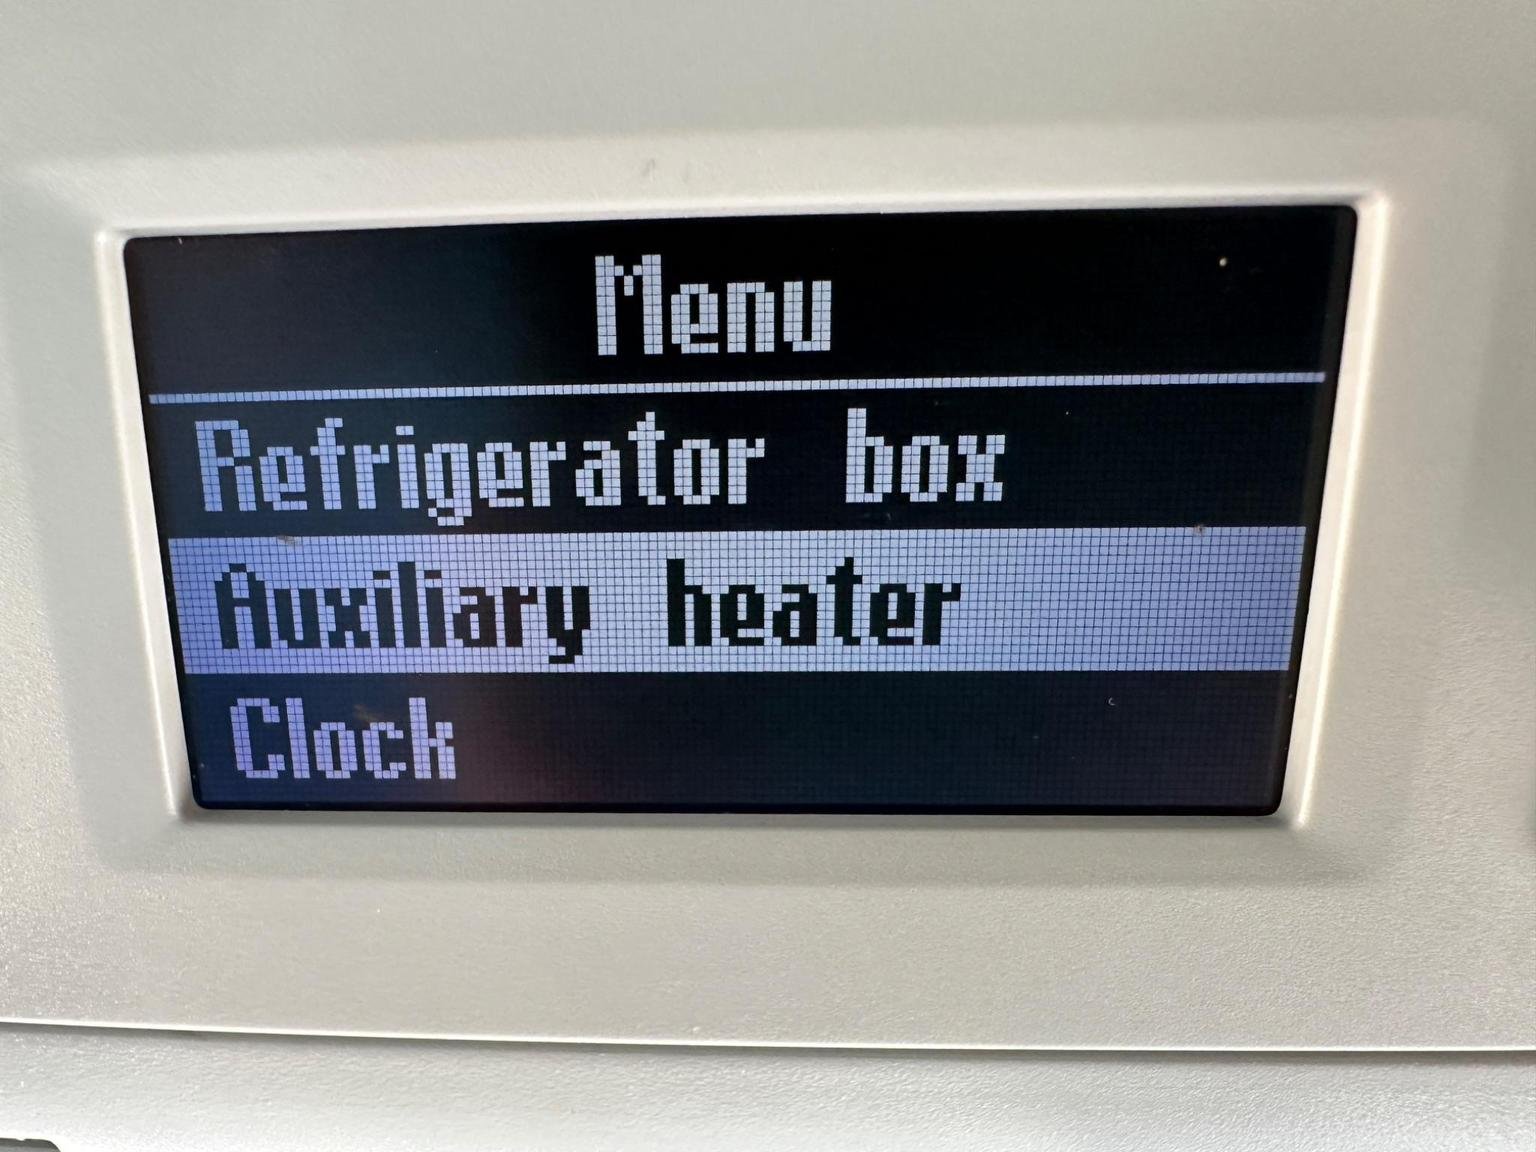 Menu
Refrigerator box
Auxiliary heater
Clock